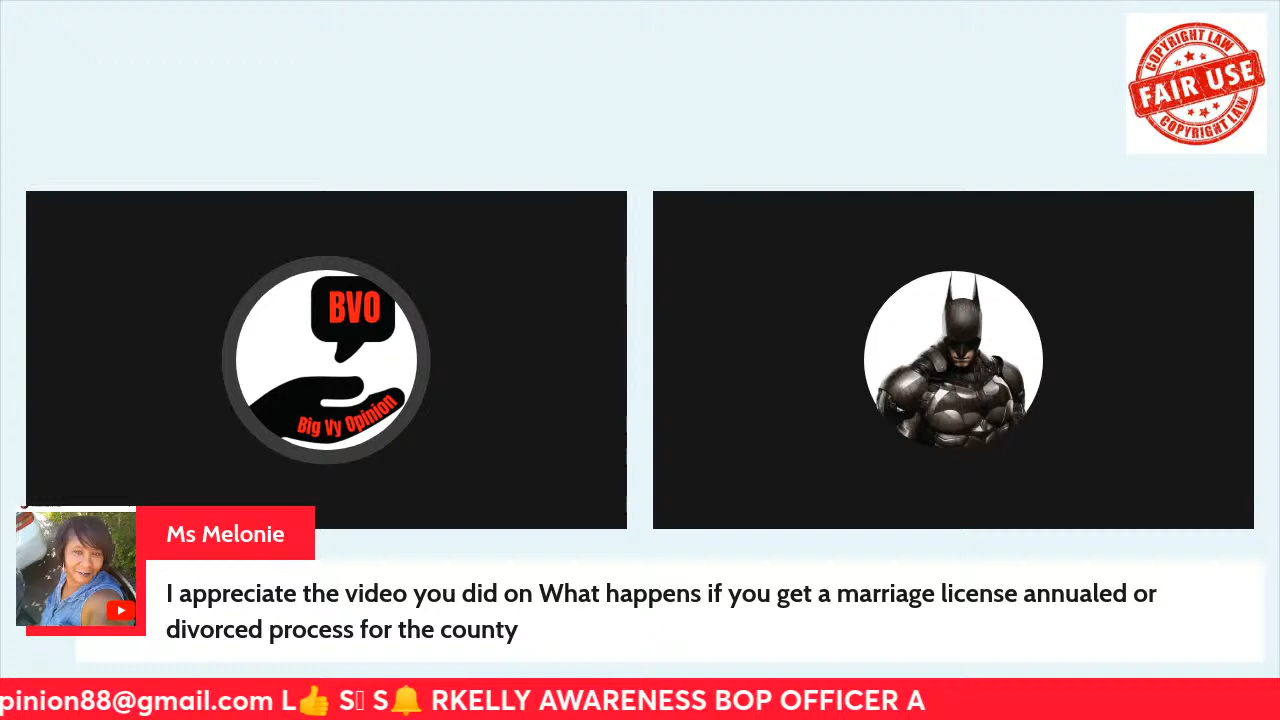 COPYRIGHT LAW
FAIR USE
COPYRIGHT LAW
BVO
Big Vy Opinion
Ms Melonie
I appreciate the video you did on What happens if you get a marriage license annualed or
divorced process for the county
pinion88@gmail.com L👍 S S🔔 RKELLY AWARENESS BOP OFFICER A